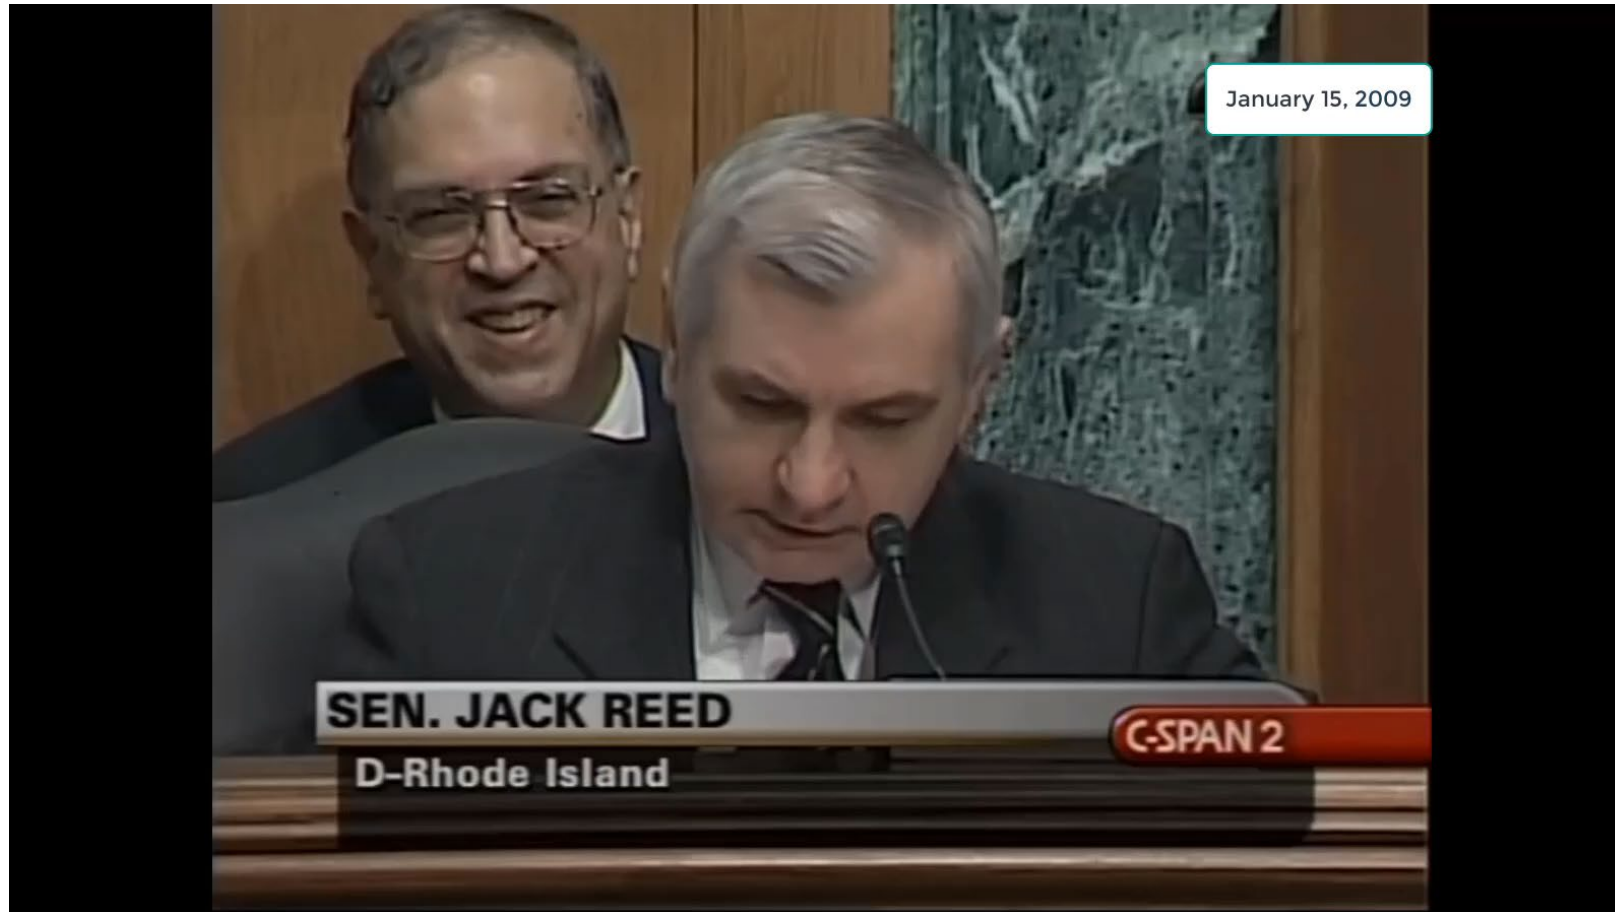 January 15, 2009
SEN. JACK REED
C-SPAN 2
D–Rhode Island